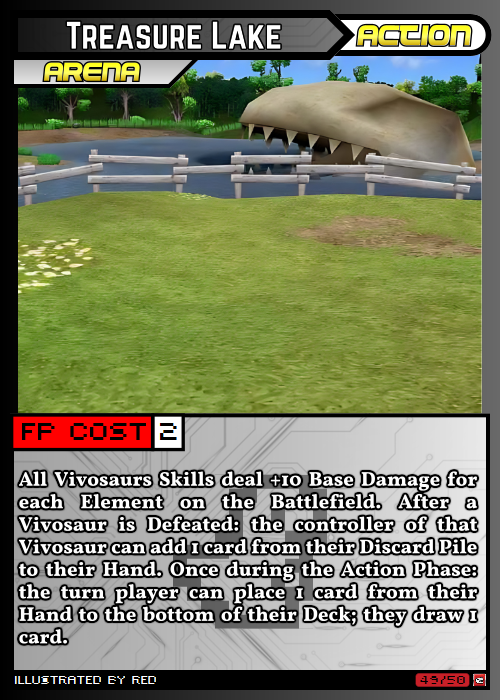 TREASURE LAKE
ACTION
ARENA
FP COST 2
All Vivosaurs Skills deal +10 Base Damage for
each Element on the Battlefield. After a
Vivosaur is Defeated: the controller of that
Vivosaur can add 1 card from their Discard Pile
to their Hand. Once during the Action Phase:
the turn player can place 1 card from their
Hand to the bottom of their Deck; they draw 1
card.
ILLUSTRATED BY RED
49/50